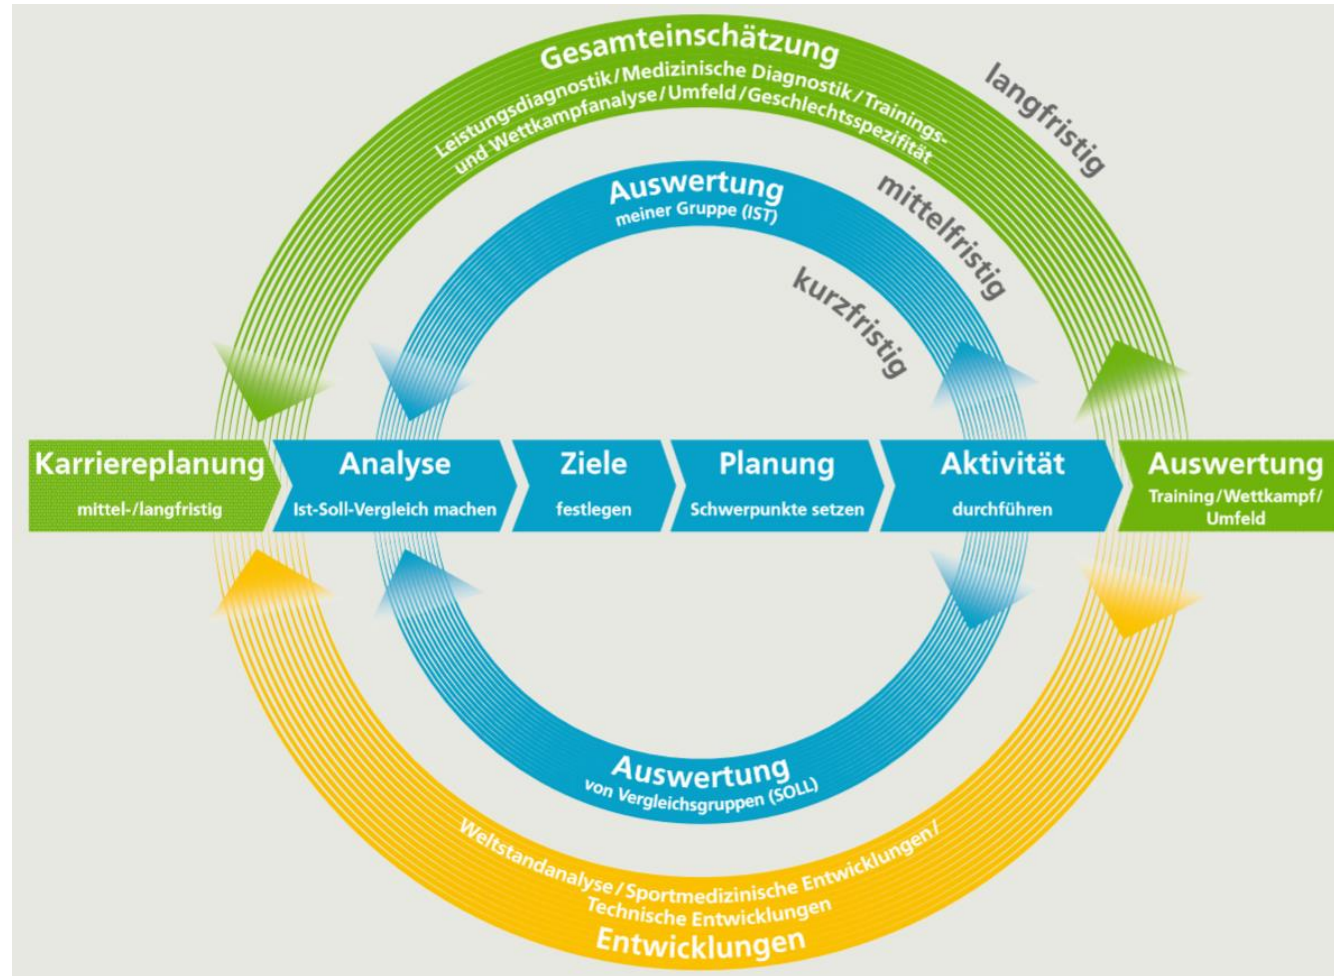 Gesamteinschätzung
Leistungsdiagnostik/Medizinische Diagnostik/Trainings-
und Wettkampfanalyse/Umfeld/Geschlechtsspezifität
langfristig
Auswertung
meiner Gruppe (IST)
mittelfristig
kurzfristig
Karriereplanung
mittel-/langfristig
Analyse
Ist-Soll-Vergleich machen
Ziele
festlegen
Planung
Schwerpunkte setzen
Aktivität
durchführen
Auswertung
Training/Wettkampf/
Umfeld
Auswertung
von Vergleichsgruppen (SOLL)
Weltstandanalyse/Sportmedizinische Entwicklungen/
Technische Entwicklungen
Entwicklungen